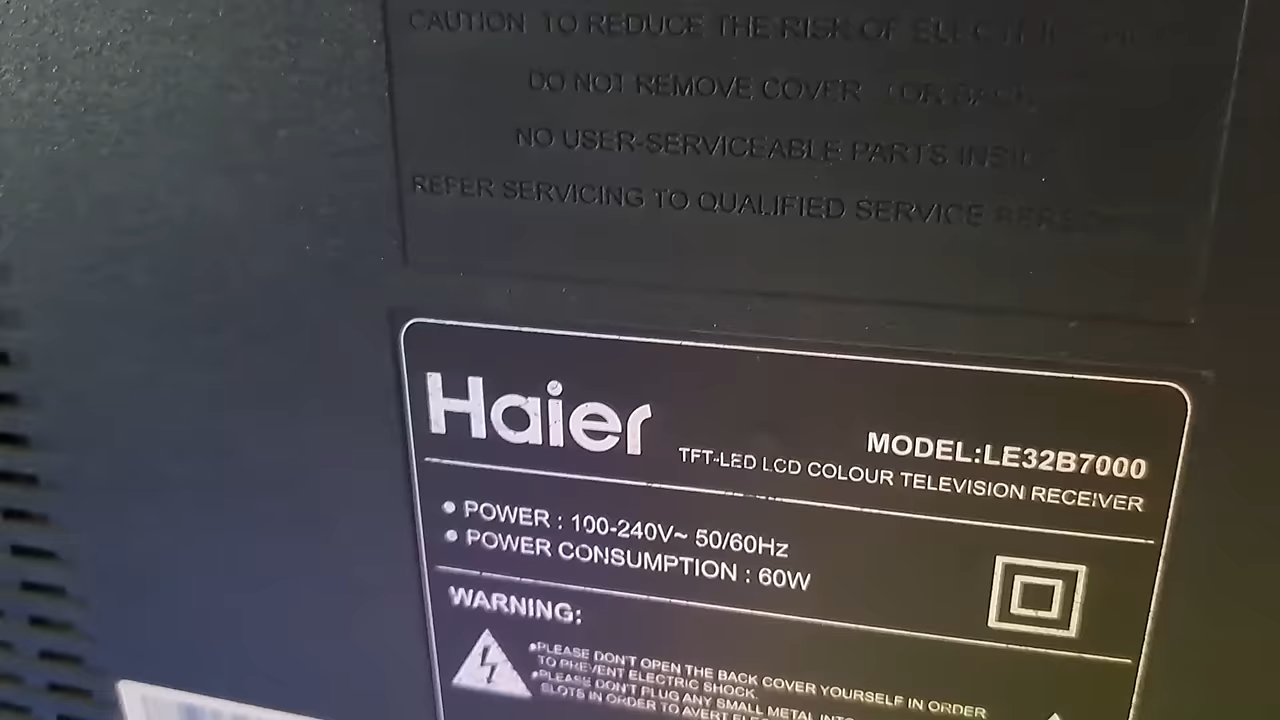 CAUTION TO REDUCE THE RISK OF
DO NOT REMOVE COVER
NO USER-SERVICEABLE PARTS
REFER SERVICING TO QUALIFIED SERVICE
Haier
MODEL:LE32B7000
TFT-LED LCD COLOUR TELEVISION RECEIVER
● POWER : 100-240V~ 50/60Hz
● POWER CONSUMPTION : 60W
WARNING:
●PLEASE DON'T OPEN THE BACK COVER YOURSELF IN ORDER
TO PREVENT ELECTRIC SHOCK.
●PLEASE DON'T PLUG ANY SMALL METAL INTO
SLOTS IN ORDER TO AVERT